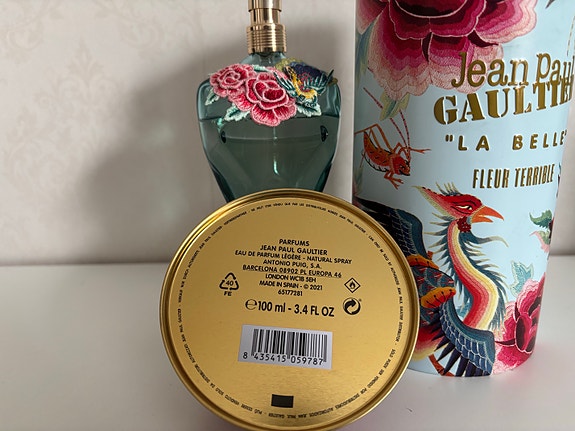 Jean Paul
GAULTIER
"LA BELLE"
FLEUR TERRIBLE
PARFUMS
JEAN PAUL GAULTIER
EAU DE PARFUM LÉGÈRE - NATURAL SPRAY
ANTONIO PUIG, S.A.
BARCELONA 08902 PL EUROPA 46
LONDON WC1B 5EH
MADE IN SPAIN - © 2021
65177281
40
FE
℮100 ml - 3.4 FL OZ
8 435415 059787